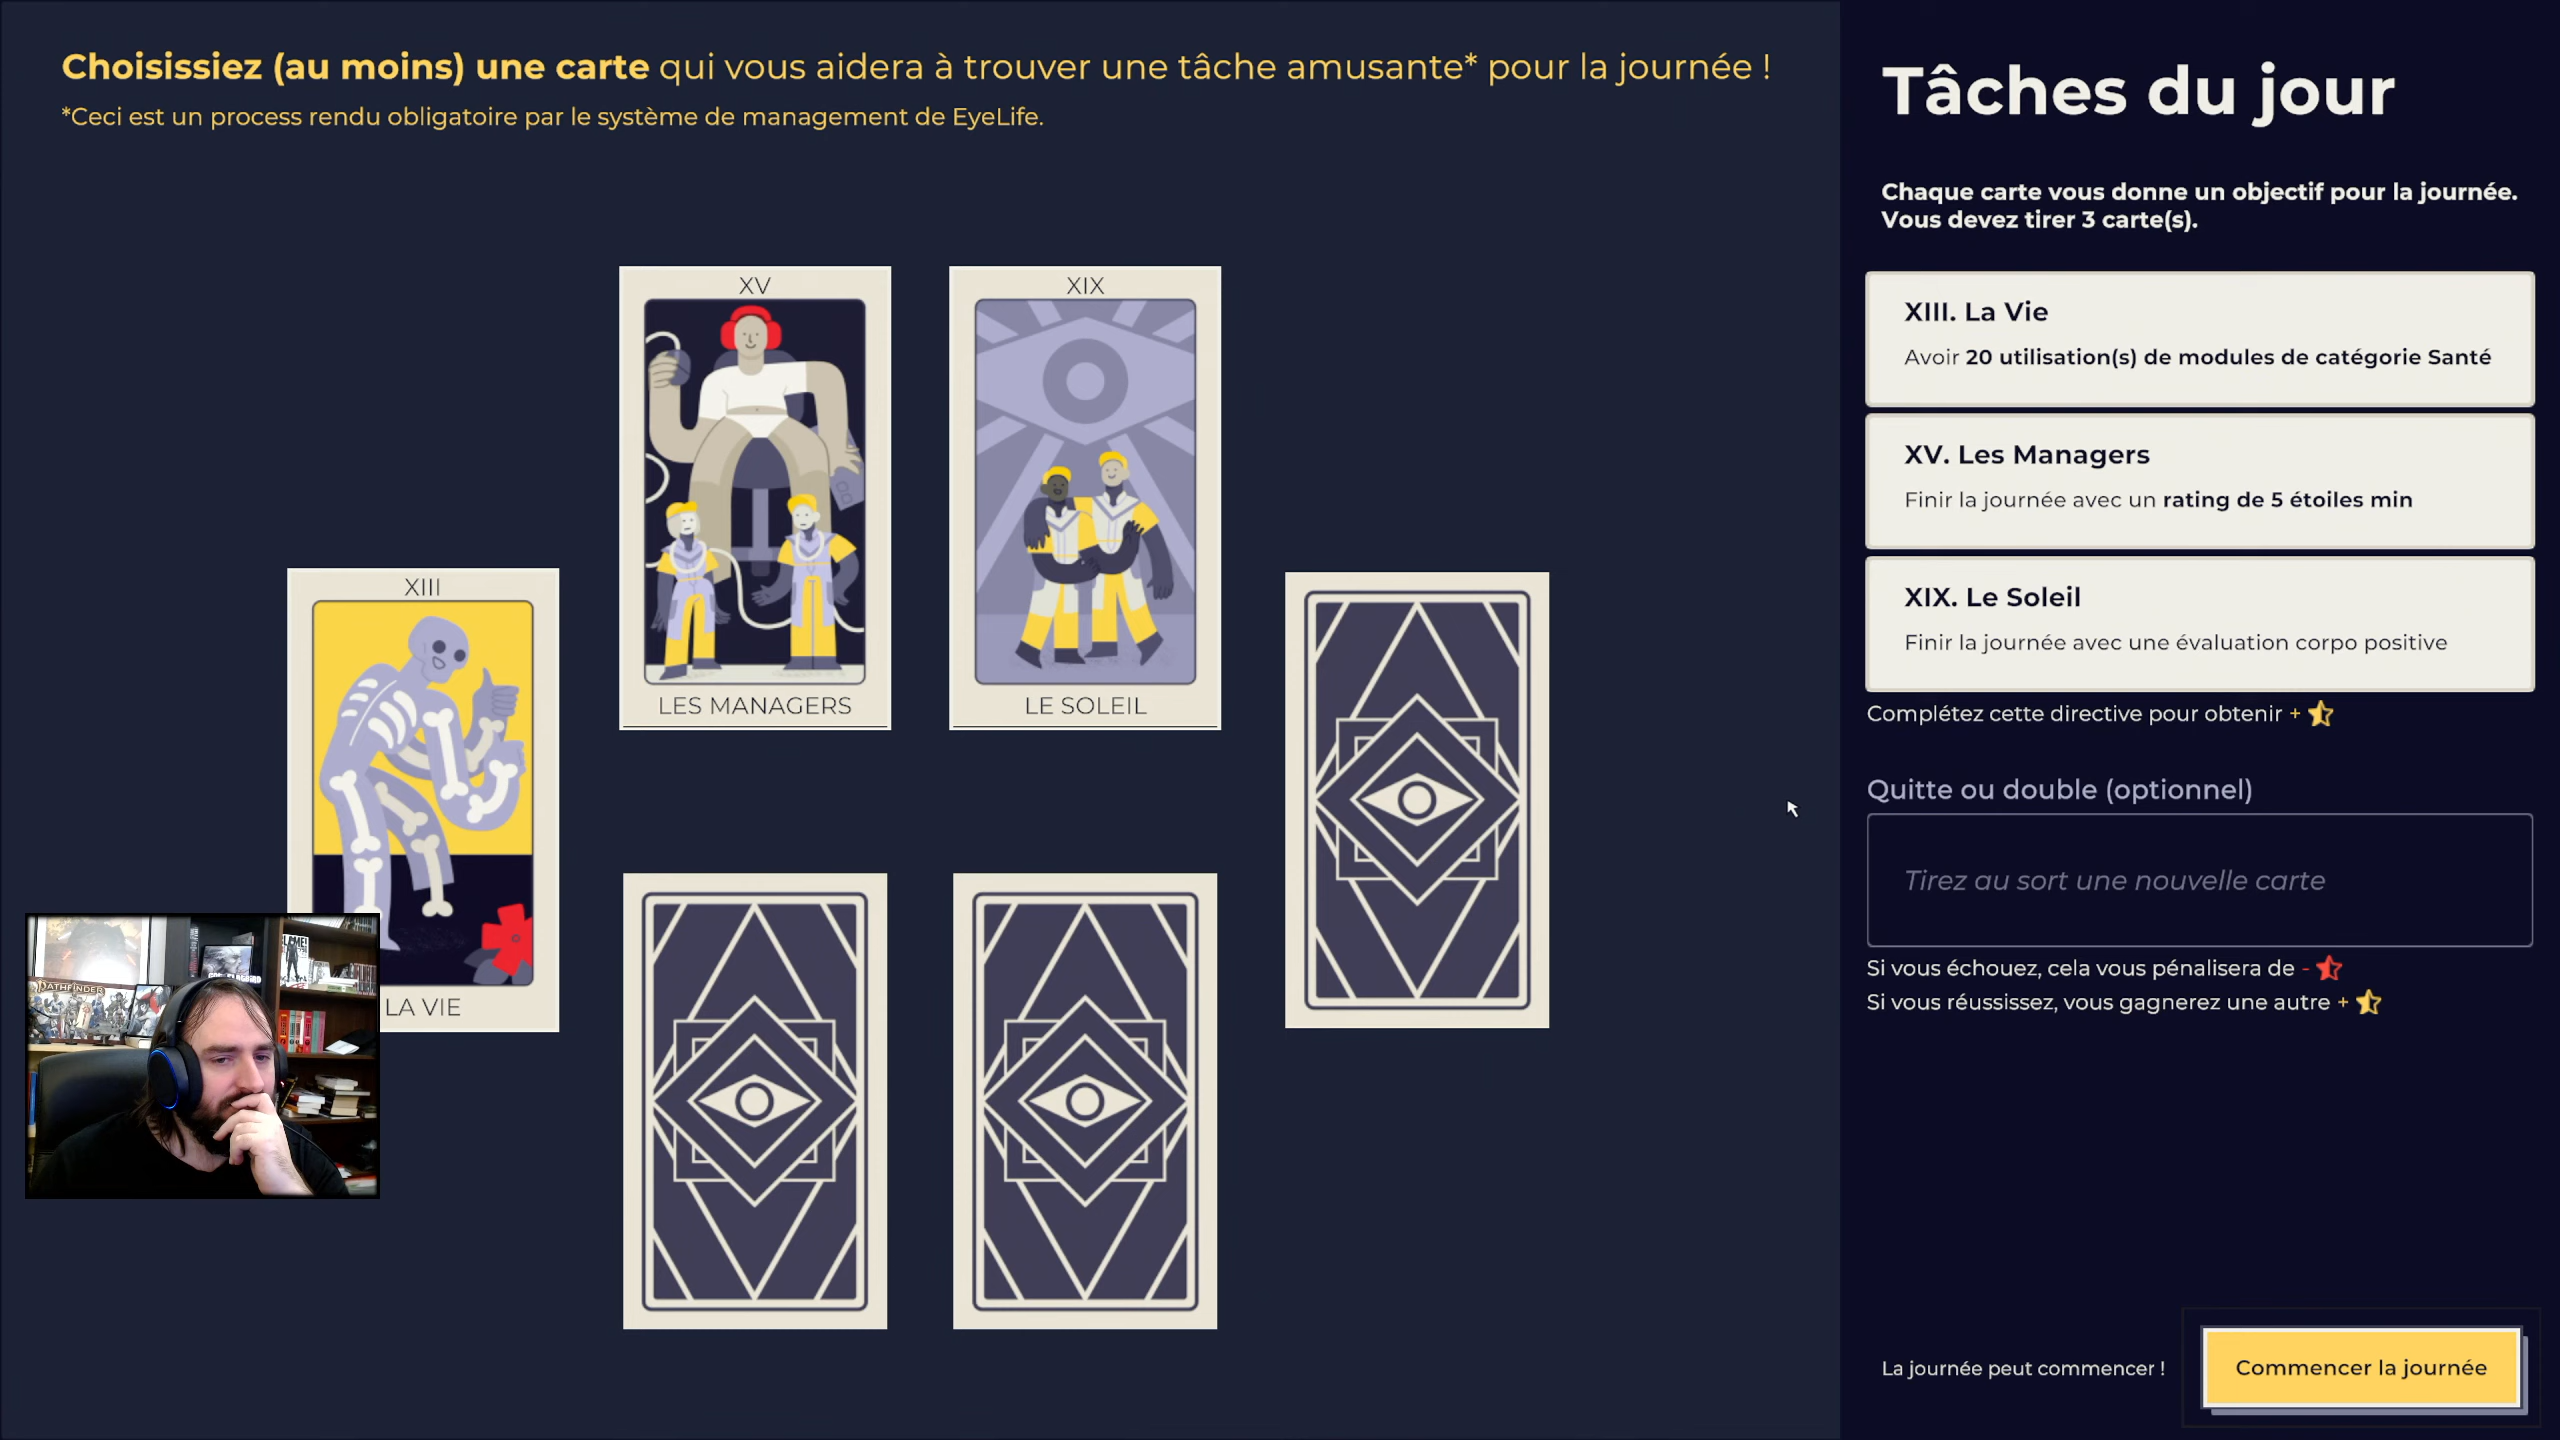 Choisissiez (au moins) une carte qui vous aidera à trouver une tâche amusante* pour la journée !
*Ceci est un process rendu obligatoire par le système de management de EyeLife.
XV
LES MANAGERS
XIX
LE SOLEIL
XIII
LA VIE
PATHFINDER
Tâches du jour
Chaque carte vous donne un objectif pour la journée.
Vous devez tirer 3 carte(s).
XIII. La Vie
Avoir 20 utilisation(s) de modules de catégorie Santé
XV. Les Managers
Finir la journée avec un rating de 5 étoiles min
XIX. Le Soleil
Finir la journée avec une évaluation corpo positive
Complétez cette directive pour obtenir +
Quitte ou double (optionnel)
Tirez au sort une nouvelle carte
Si vous échouez, cela vous pénalisera de -
Si vous réussissez, vous gagnerez une autre +
La journée peut commencer !
Commencer la journée